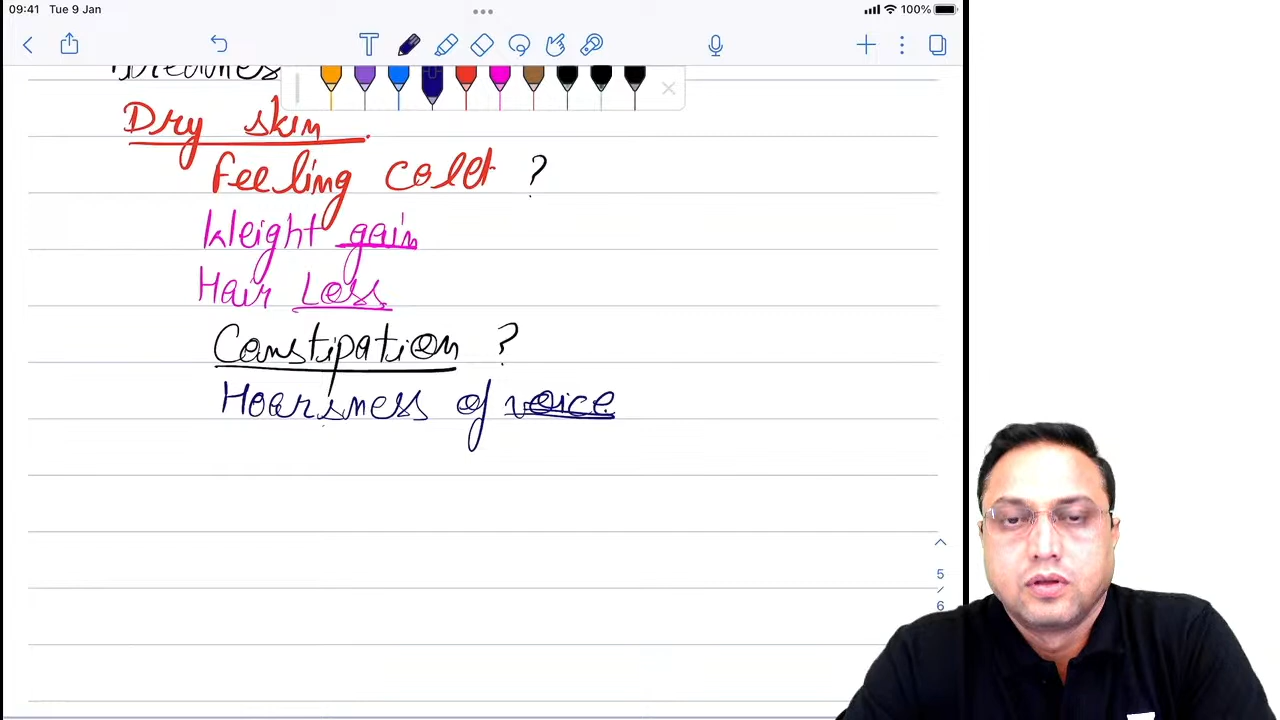 09:41 Tue 9 Jan
100%
T
Dry skin.
Feeling cold ?
Weight gain
Hair Loss
Constipation ?
Hoarsness of voice
5
/
6